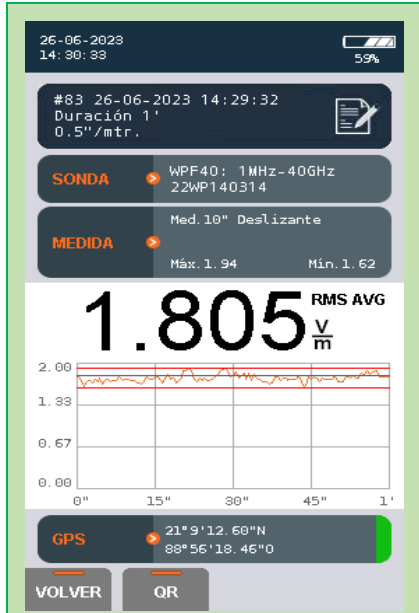 26-06-2023
14:30:33
59%
#83 26-06-2023 14:29:32
Duración 1'
0.5"/mtr.
SONDA
WPF40: 1MHz-40GHz
22WP140314
MEDIDA
Med.10" Deslizante
Máx.1.94 Mín.1.62
1.805 RMS AVG
V/m
2.00
1.33
0.67
0.00
0" 15" 30" 45" 1'
GPS
21°9'12.60"N
88°56'18.46"O
VOLVER QR